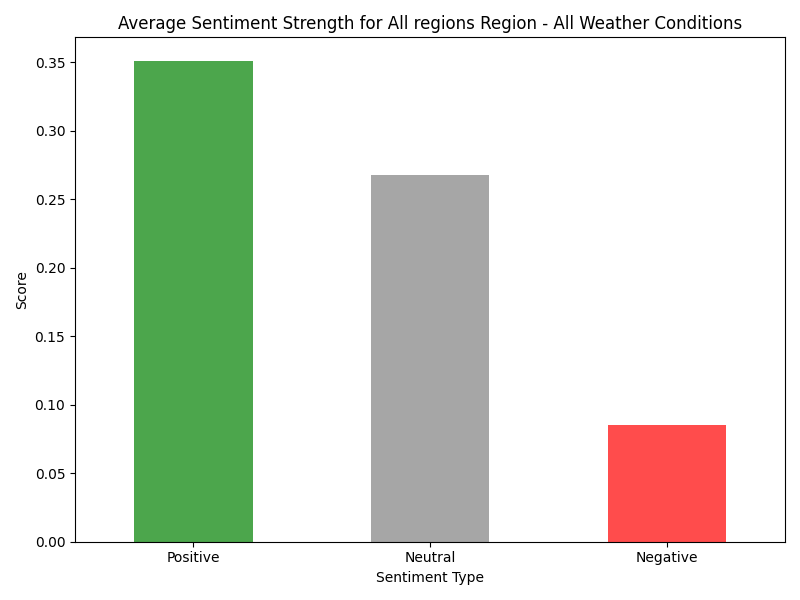 Average Sentiment Strength for All regions Region - All Weather Conditions
Score
0.35
0.30
0.25
0.20
0.15
0.10
0.05
0.00
Positive
Neutral
Negative
Sentiment Type